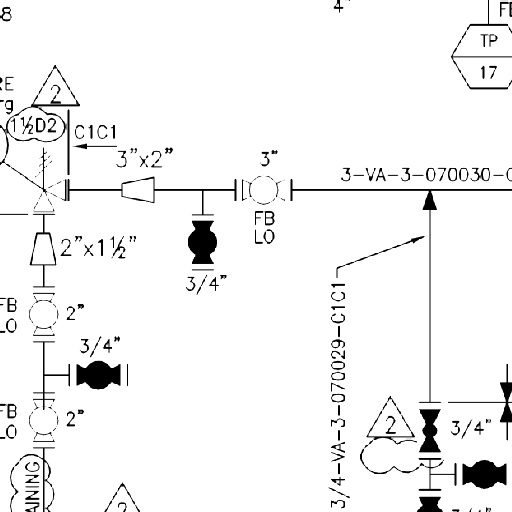 8
4"
FE
TP
17
RE
rg
2
1½D2
C1C1
3"x2"
3"
3-VA-3-070030-C
FB
LO
2"x1½"
3/4"
FB
LO
2"
3/4"
3/4-VA-3-070029-C1C1
FB
LO
2"
2
3/4"
AINING
2
3/4"